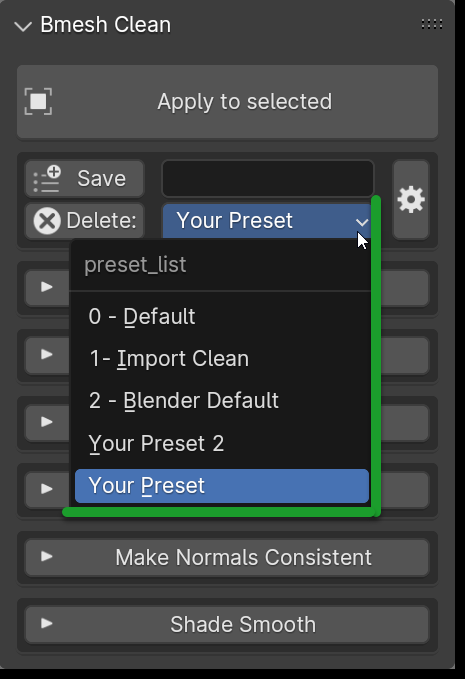 Bmesh Clean
Apply to selected
Save
Delete:
Your Preset
preset_list
0 - Default
1- Import Clean
2 - Blender Default
Your Preset 2
Your Preset
Make Normals Consistent
Shade Smooth